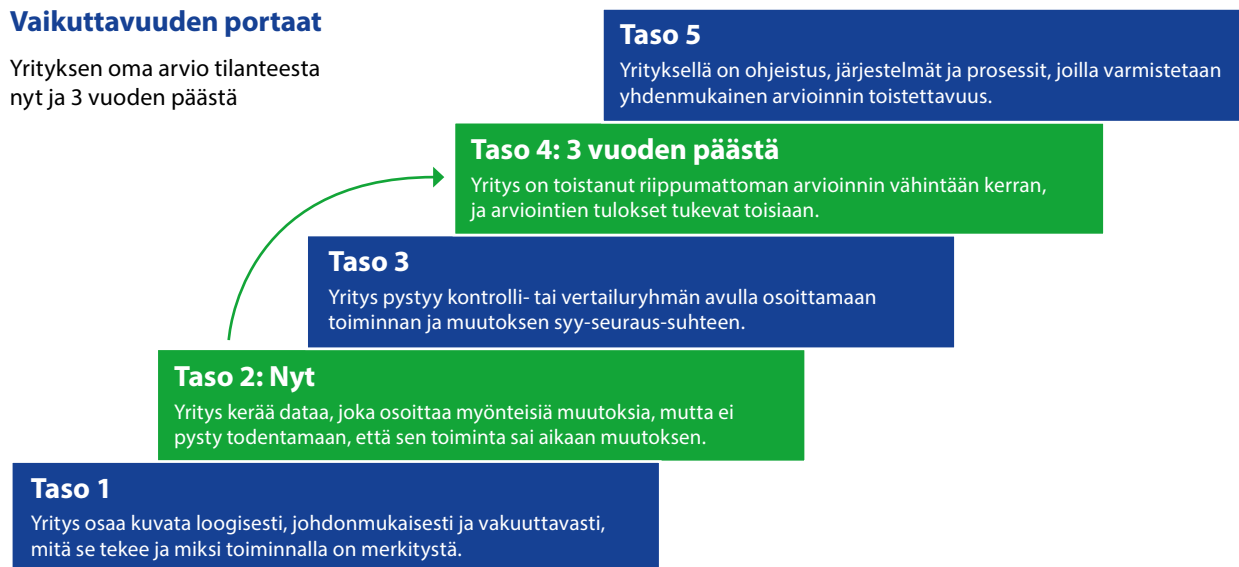 Vaikuttavuuden portaat
Yrityksen oma arvio tilanteesta
nyt ja 3 vuoden päästä
Taso 5
Yrityksellä on ohjeistus, järjestelmät ja prosessit, joilla varmistetaan
yhdenmukainen arvioinnin toistettavuus.
Taso 4: 3 vuoden päästä
Yritys on toistanut riippumattoman arvioinnin vähintään kerran,
ja arviointien tulokset tukevat toisiaan.
Taso 3
Yritys pystyy kontrolli- tai vertailuryhmän avulla osoittamaan
toiminnan ja muutoksen syy-seuraus-suhteen.
Taso 2: Nyt
Yritys kerää dataa, joka osoittaa myönteisiä muutoksia, mutta ei
pysty todentamaan, että sen toiminta sai aikaan muutoksen.
Taso 1
Yritys osaa kuvata loogisesti, johdonmukaisesti ja vakuuttavasti,
mitä se tekee ja miksi toiminnalla on merkitystä.